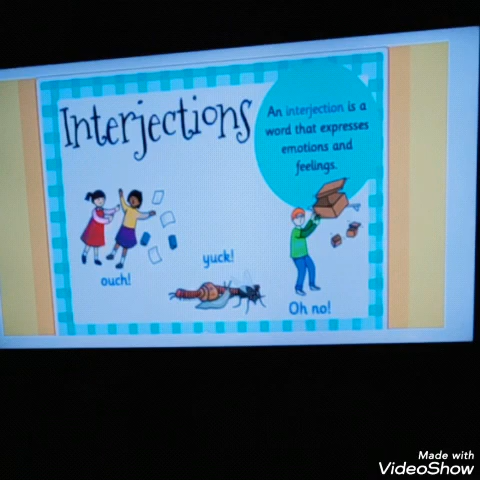 Interjections
An interjection is a
word that expresses
emotions and
feelings.
ouch!
yuck!
Oh no!
Made with
VideoShow